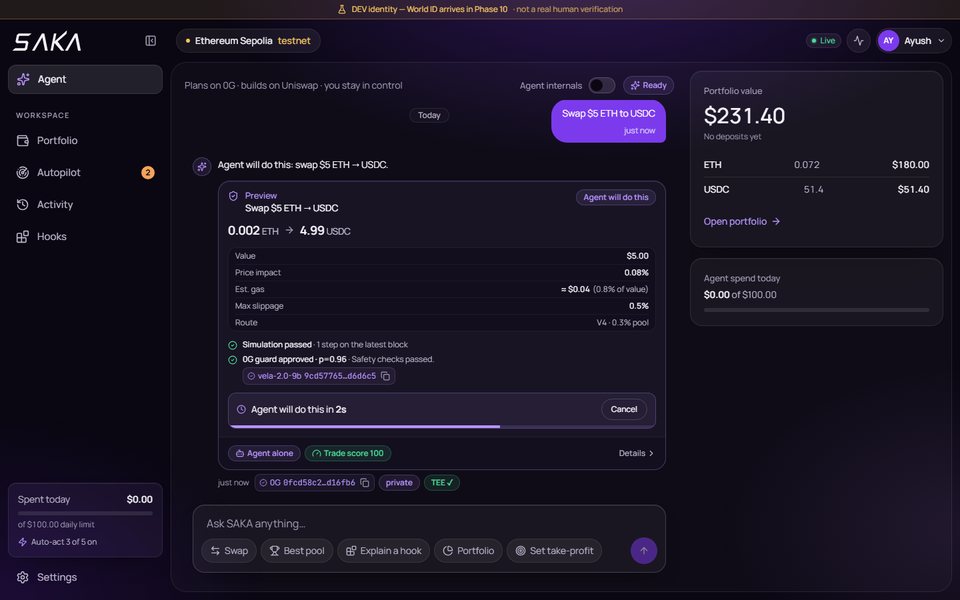 DEV identity — World ID arrives in Phase 10 · not a real human verification
SAKA
Ethereum Sepolia testnet
Live
AY
Ayush
Agent
WORKSPACE
Portfolio
Autopilot
2
Activity
Hooks
Spent today
$0.00
of $100.00 daily limit
Auto-act 3 of 5 on
Settings
Plans on 0G · builds on Uniswap · you stay in control
Agent internals
Ready
Today
Swap $5 ETH to USDC
just now
Agent will do this: swap $5 ETH → USDC.
Preview
Agent will do this
Swap $5 ETH → USDC
0.002 ETH → 4.99 USDC
Value $5.00
Price impact 0.08%
Est. gas ≈ $0.04 (0.8% of value)
Max slippage 0.5%
Route V4 · 0.3% pool
Simulation passed · 1 step on the latest block
0G guard approved · p=0.96 · Safety checks passed.
vela-2.0-9b 9cd57765…d6d6c5
Agent will do this in 2s
Cancel
Agent alone
Trade score 100
Details
just now
0G 0fcd58c2…d16fb6
private
TEE ✓
Ask SAKA anything…
Swap
Best pool
Explain a hook
Portfolio
Set take-profit
Portfolio value
$231.40
No deposits yet
ETH 0.072 $180.00
USDC 51.4 $51.40
Open portfolio →
Agent spend today
$0.00 of $100.00